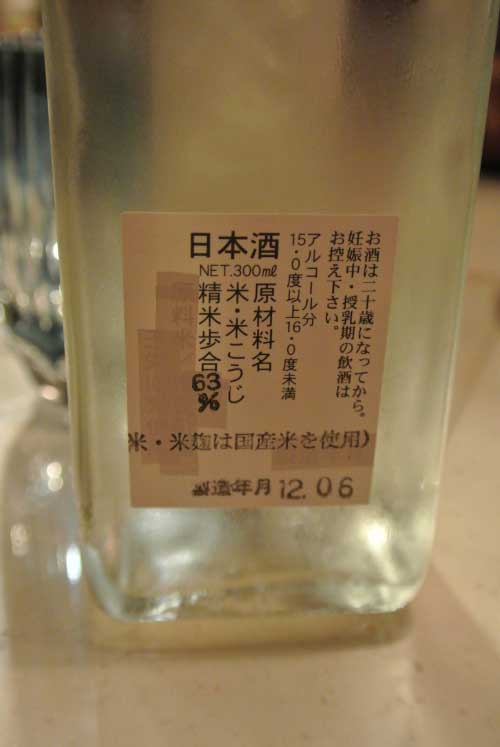 お酒は二十歳になってから。
妊娠中・授乳期の飲酒は
お控え下さい。
アルコール分
15・0度以上16・0度未満
日本酒
NET.300㎖
原材料名
米・米こうじ
精米歩合
63%
米・米麹は国産米を使用)
製造年月 12.06